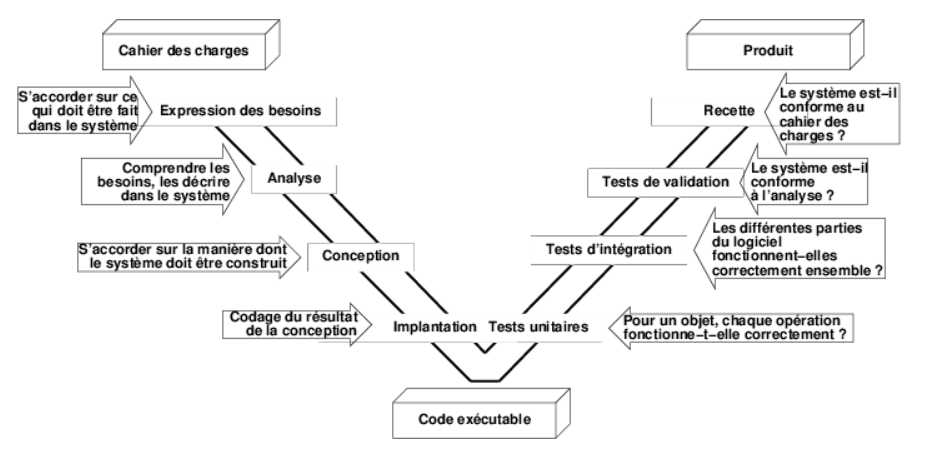 Cahier des charges
Produit
S'accorder sur ce
qui doit être fait
dans le système
Expression des besoins
Recette
Le système est-il
conforme au
cahier des
charges ?
Comprendre les
besoins, les décrire
dans le système
Analyse
Tests de validation
Le système est-il
conforme
à l'analyse ?
S'accorder sur la manière dont
le système doit être construit
Conception
Tests d'intégration
Les différentes parties
du logiciel
fonctionnent-elles
correctement ensemble ?
Codage du résultat
de la conception
Implantation
Tests unitaires
Pour un objet, chaque opération
fonctionne-t-elle correctement ?
Code exécutable